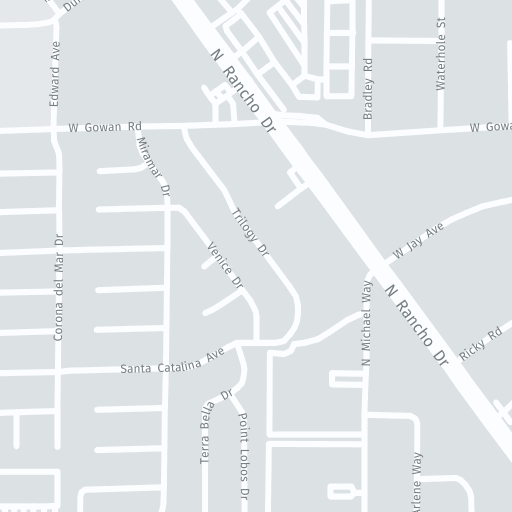 Du
Edward Ave
N Rancho Dr
Bradley Rd
Waterhole St
W Gowan Rd
W Gowa
Miramar Dr
Trilogy Dr
Venice Dr
W Jay Ave
Corona del Mar Dr
N Michael Way
N Rancho Dr
Ricky Rd
Santa Catalina Ave
Terra Bella Dr
Point Lobos Dr
Arlene Way